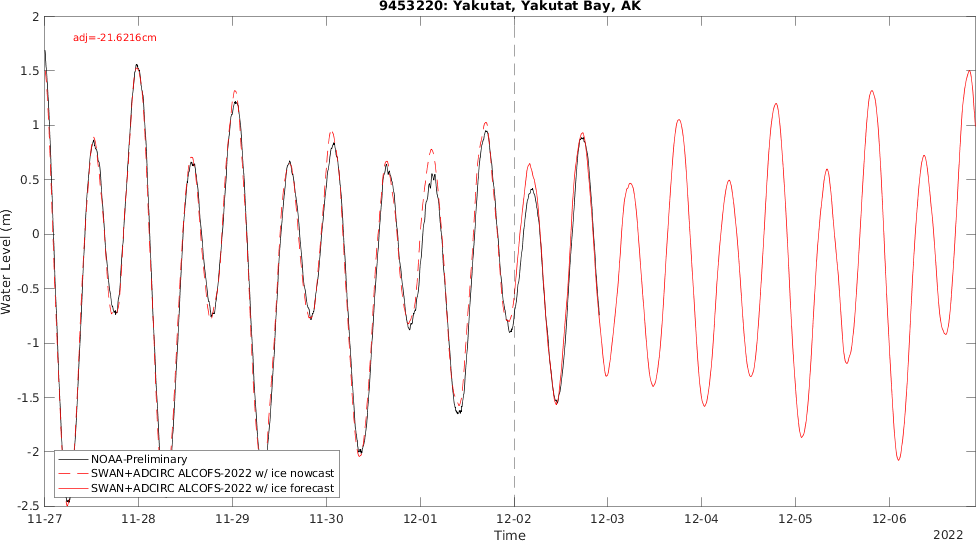 9453220: Yakutat, Yakutat Bay, AK
adj=-21.6216cm
2
1.5
1
0.5
0
-0.5
-1
-1.5
-2
-2.5
Water Level (m)
NOAA-Preliminary
SWAN+ADCIRC ALCOFS-2022 w/ ice nowcast
SWAN+ADCIRC ALCOFS-2022 w/ ice forecast
11-27 11-28 11-29 11-30 12-01 12-02 12-03 12-04 12-05 12-06
Time
2022